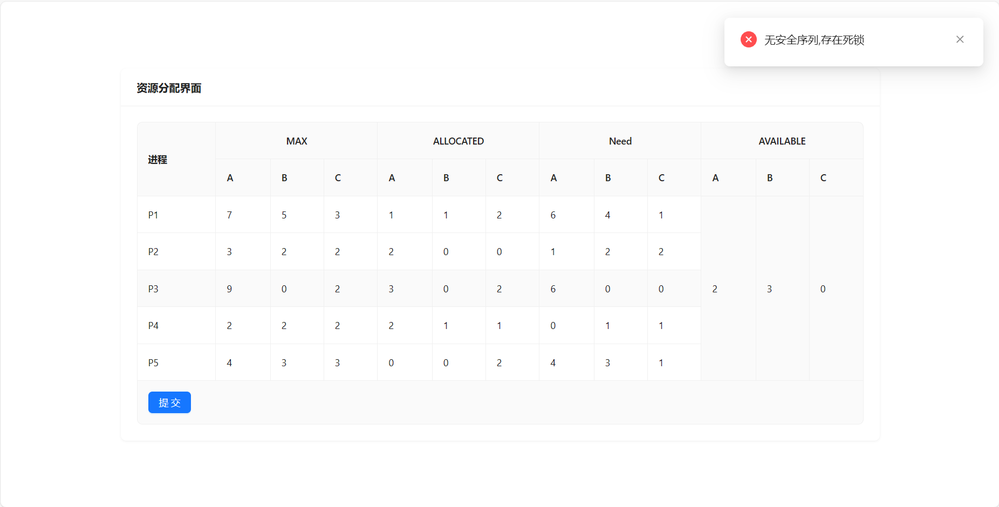 无安全序列,存在死锁
资源分配界面
进程 MAX ALLOCATED Need AVAILABLE
A B C A B C A B C A B C
P1 7 5 3 1 1 2 6 4 1
P2 3 2 2 2 0 0 1 2 2
P3 9 0 2 3 0 2 6 0 0 2 3 0
P4 2 2 2 2 1 1 0 1 1
P5 4 3 3 0 0 2 4 3 1
提交